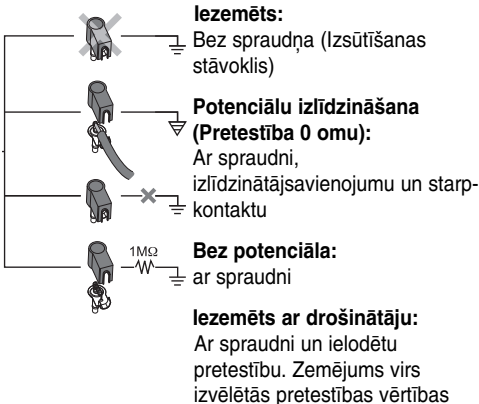 Iezemēts:
Bez spraudņa (Izsūtīšanas
stāvoklis)
Potenciālu izlīdzināšana
(Pretestība 0 omu):
Ar spraudni,
izlīdzinātājsavienojumu un starp-
kontaktu
Bez potenciāla:
1MΩ
ar spraudni
Iezemēts ar drošinātāju:
Ar spraudni un ielodētu
pretestību. Zemējums virs
izvēlētās pretestības vērtības